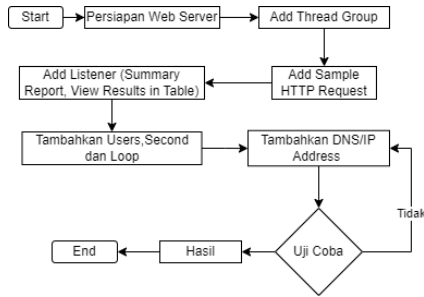 Start
Persiapan Web Server
Add Thread Group
Add Sample
HTTP Request
Add Listener (Summary
Report, View Results in Table)
Tambahkan Users,Second
dan Loop
Tambahkan DNS/IP
Address
Uji Coba
Tidak
Hasil
End